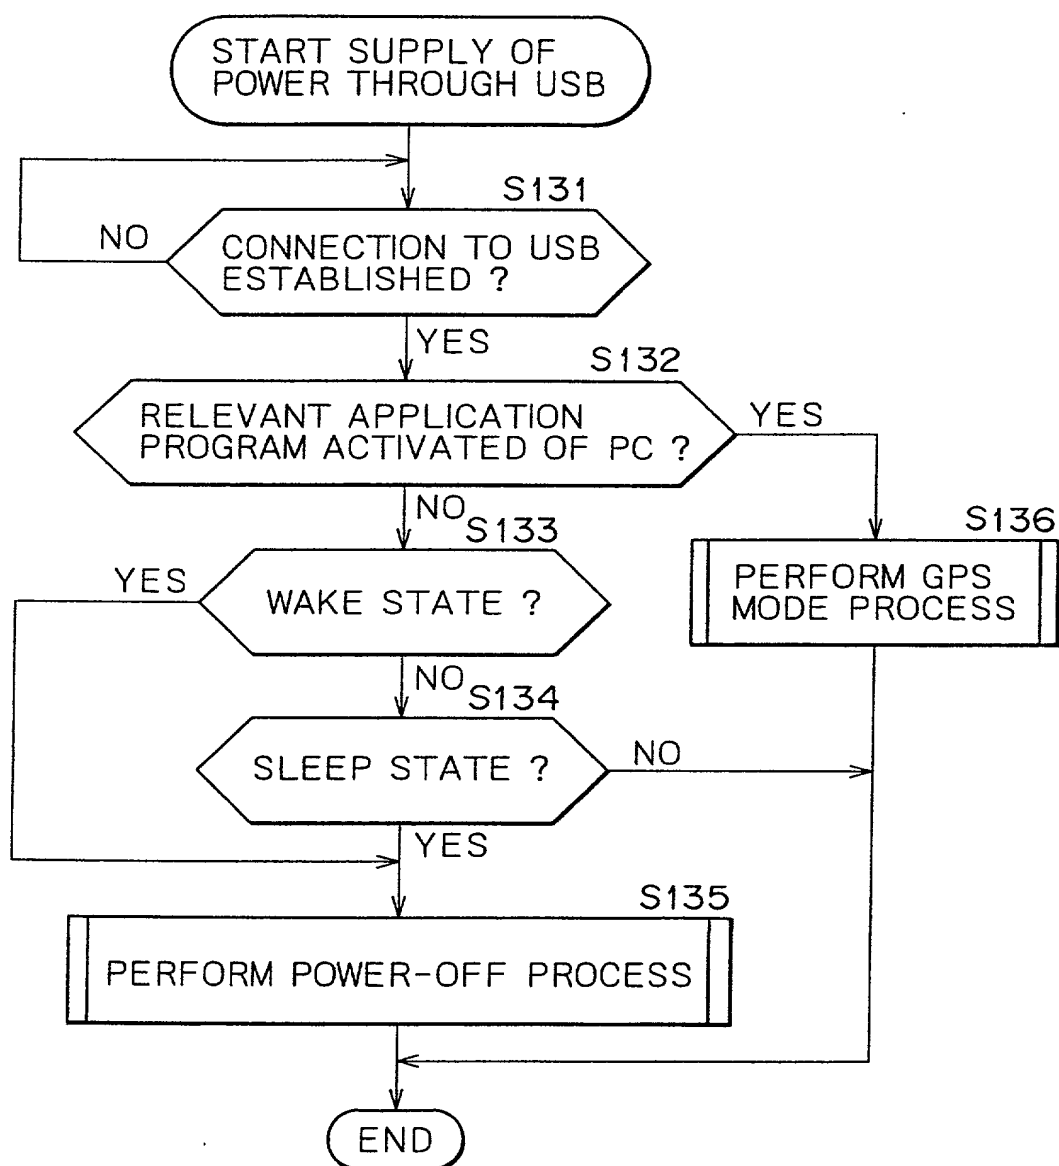 START SUPPLY OF
POWER THROUGH USB
S131
NO
CONNECTION TO USB
ESTABLISHED ?
YES
S132
RELEVANT APPLICATION
PROGRAM ACTIVATED OF PC ?
YES
NO
S133
S136
YES
WAKE STATE ?
PERFORM GPS
MODE PROCESS
NO
S134
SLEEP STATE ?
NO
YES
S135
PERFORM POWER-OFF PROCESS
END